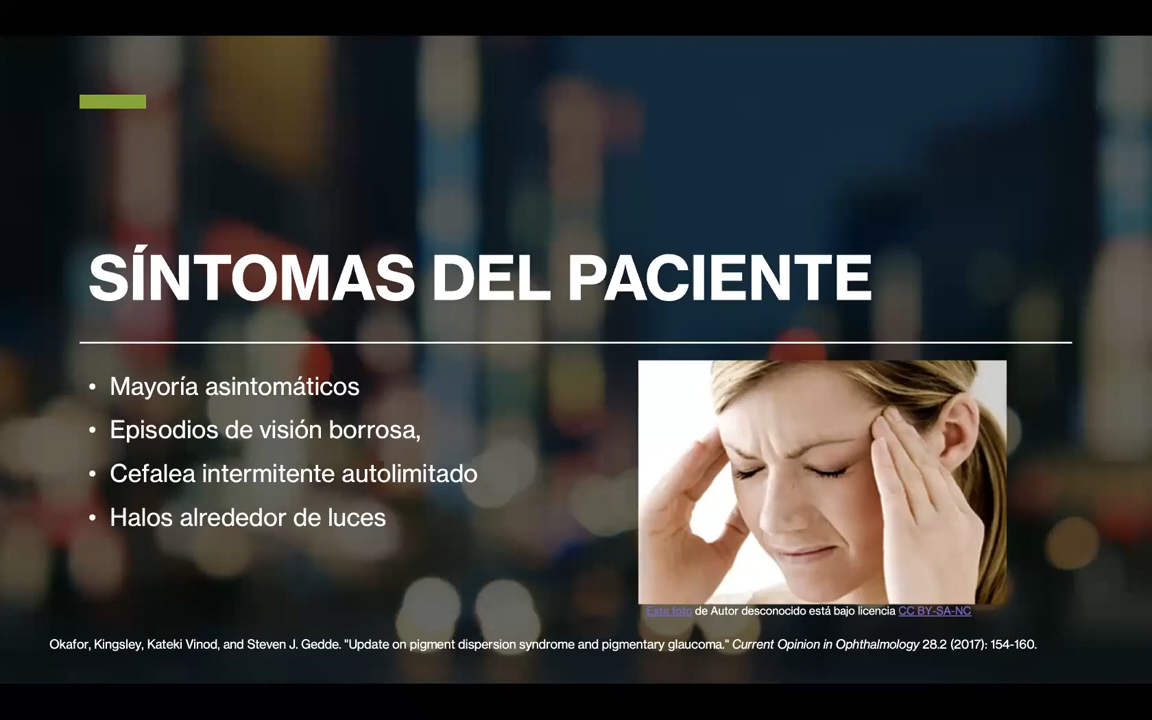 SÍNTOMAS DEL PACIENTE
• Mayoría asintomáticos
• Episodios de visión borrosa,
• Cefalea intermitente autolimitado
• Halos alrededor de luces
Esta foto de Autor desconocido está bajo licencia CC BY-SA-NC
Okafor, Kingsley, Kateki Vinod, and Steven J. Gedde. "Update on pigment dispersion syndrome and pigmentary glaucoma." Current Opinion in Ophthalmology 28.2 (2017): 154-160.